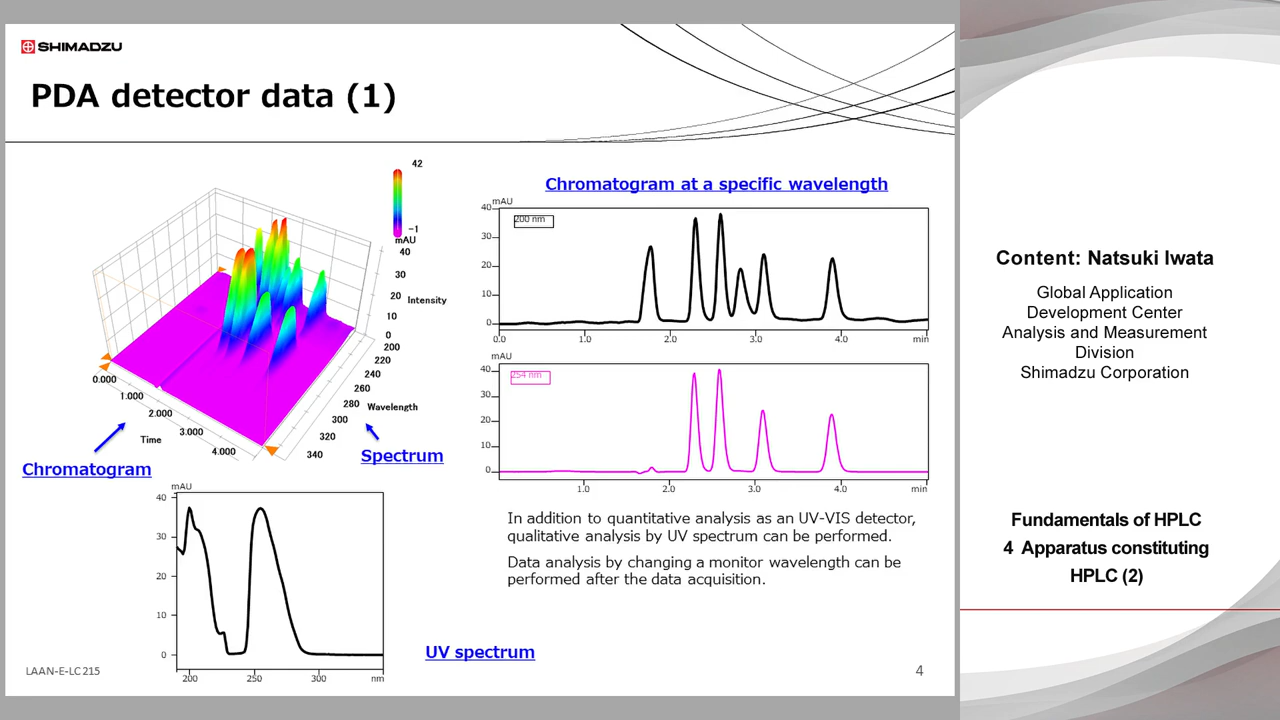 SHIMADZU
PDA detector data (1)
42
-1
mAU
40
30
20
10
0
Intensity
200
220
240
260
280
300
320
340
Wavelength
0.000
1.000
2.000
3.000
4.000
Time
Chromatogram
Spectrum
Chromatogram at a specific wavelength
mAU
40
30
20
10
0
200 nm
0.0 1.0 2.0 3.0 4.0 min
mAU
40
30
20
10
0
254 nm
1.0 2.0 3.0 4.0 min
In addition to quantitative analysis as an UV-VIS detector,
qualitative analysis by UV spectrum can be performed.
Data analysis by changing a monitor wavelength can be
performed after the data acquisition.
mAU
40
30
20
10
0
200 250 300 nm
UV spectrum
LAAN-E-LC215
4
Content: Natsuki Iwata
Global Application
Development Center
Analysis and Measurement
Division
Shimadzu Corporation
Fundamentals of HPLC
4 Apparatus constituting
HPLC (2)